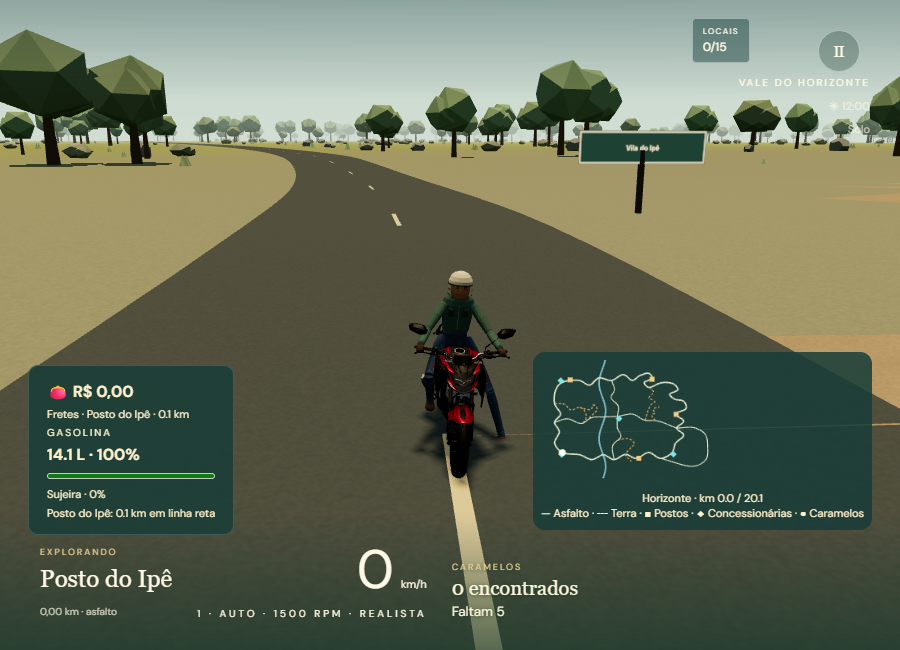 LOCAIS
0/15
II
VALE DO HORIZONTE
12:00
Vila do Ipê
R$ 0,00
Fretes · Posto do Ipê · 0.1 km
GASOLINA
14.1 L · 100%
Sujeira · 0%
Posto do Ipê: 0.1 km em linha reta
Horizonte · km 0.0 / 20.1
— Asfalto · --- Terra · ■ Postos · ◆ Concessionárias · ● Caramelos
EXPLORANDO
Posto do Ipê
0,00 km · asfalto
0 km/h
1 · AUTO · 1500 RPM · REALISTA
CARAMELOS
0 encontrados
Faltam 5